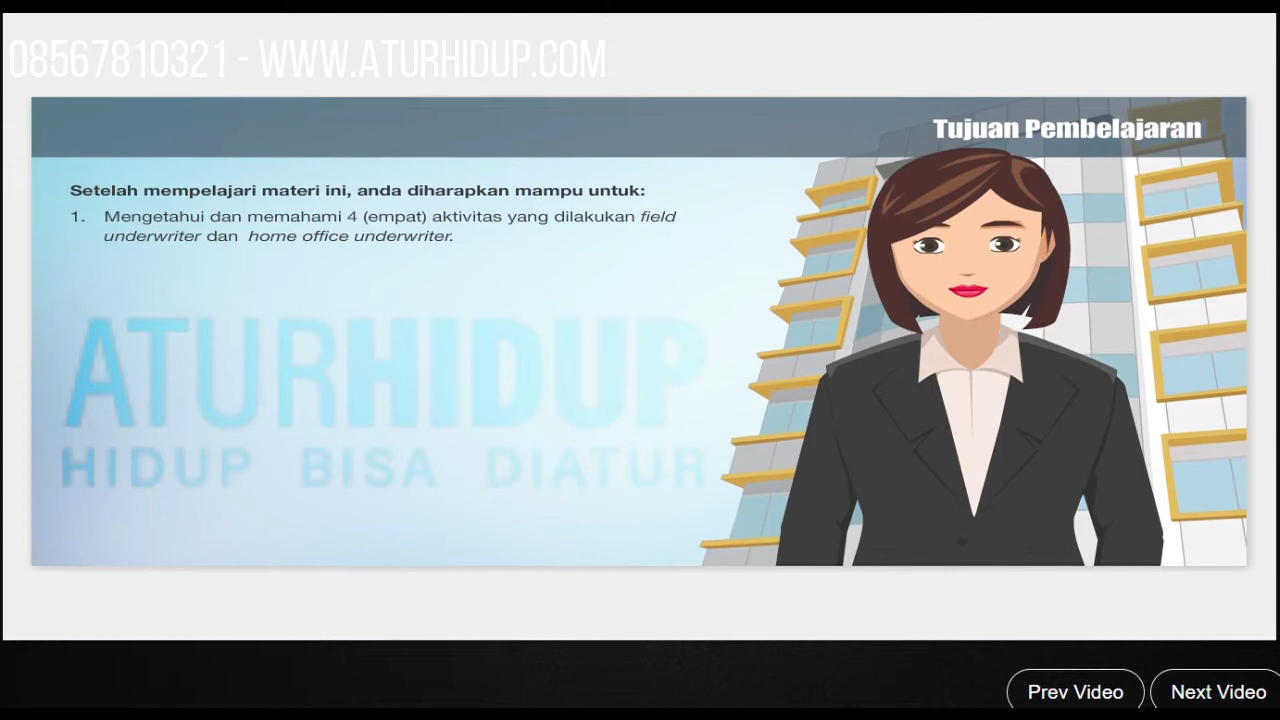 08567810321 - WWW.ATURHIDUP.COM
Tujuan Pembelajaran
Setelah mempelajari materi ini, anda diharapkan mampu untuk:
1. Mengetahui dan memahami 4 (empat) aktivitas yang dilakukan field
underwriter dan home office underwriter.
ATURHIDUP
HIDUP BISA DIATUR
Prev Video
Next Video